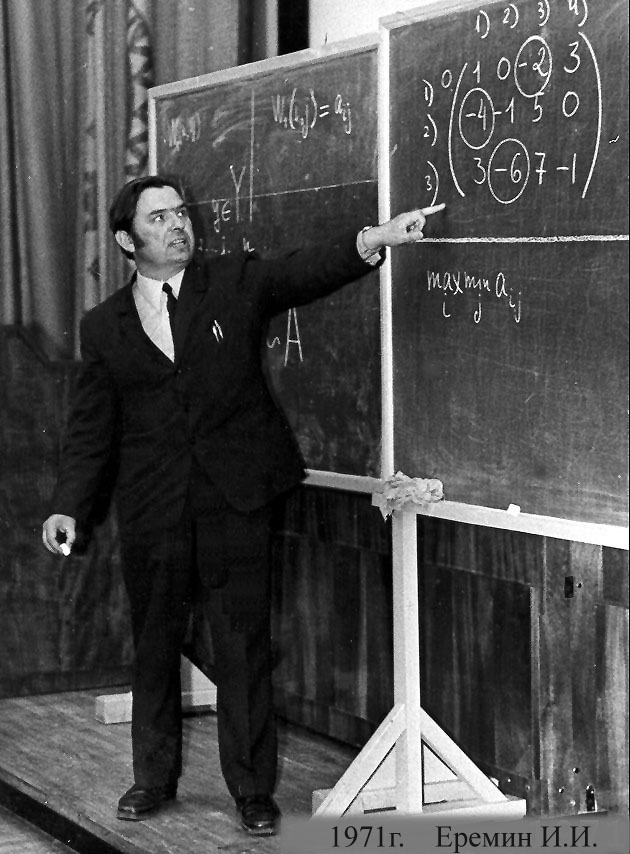 W₁(i,j) = aᵢⱼ
y∈Y
~A
1) 2) 3) 4)
1) 0 1 0 -2 3
2) -4 -1 5 0
3) 3 -6 7 -1
max min aᵢⱼ
i j
1971г. Еремин И.И.